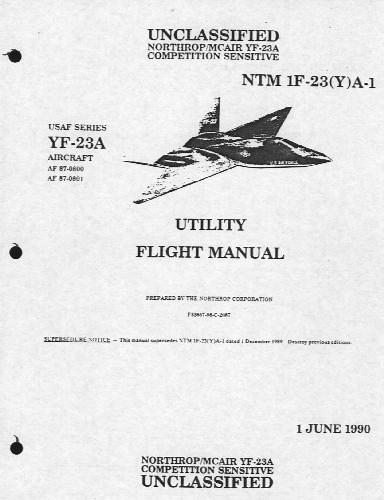 UNCLASSIFIED
NORTHROP/MCAIR YF-23A
COMPETITION SENSITIVE
NTM 1F-23(Y)A-1
USAF SERIES
YF-23A
AIRCRAFT
AF 87-0800
AF 87-0801
YF-23
U.S. AIR FORCE
UTILITY
FLIGHT MANUAL
PREPARED BY THE NORTHROP CORPORATION
SUPERSEDURE NOTICE — This manual supersedes NTM 1F-23(Y)A-1 dated 1 December 1989. Destroy previous editions.
1 JUNE 1990
NORTHROP/MCAIR YF-23A
COMPETITION SENSITIVE
UNCLASSIFIED